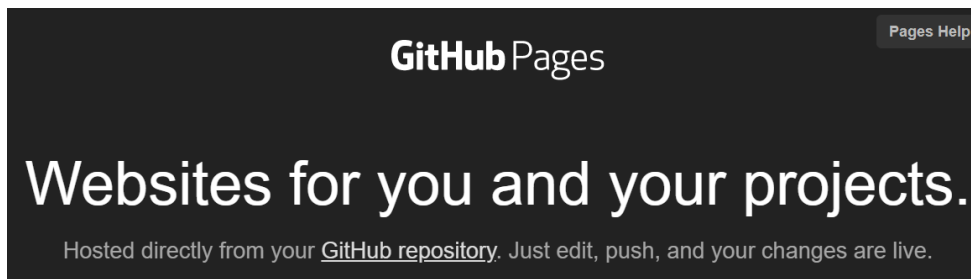 Pages Help
GitHub Pages
Websites for you and your projects.
Hosted directly from your GitHub repository. Just edit, push, and your changes are live.